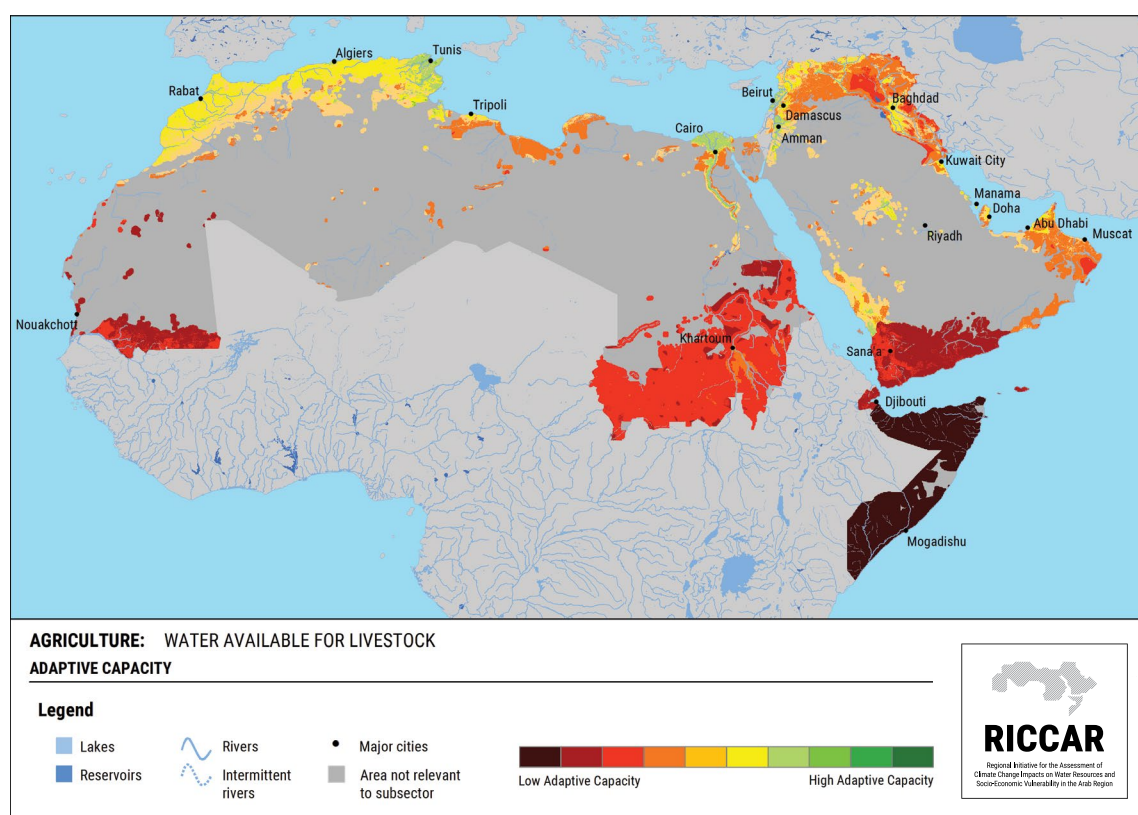 Algiers
Tunis
Rabat
Tripoli
Beirut
Baghdad
Damascus
Cairo
Amman
Kuwait City
Manama
Doha
Abu Dhabi
Riyadh
Muscat
Nouakchott
Khartoum
Sana'a
Djibouti
Mogadishu
AGRICULTURE: WATER AVAILABLE FOR LIVESTOCK
ADAPTIVE CAPACITY
Legend
Lakes
Reservoirs
Rivers
Intermittent
rivers
Major cities
Area not relevant
to subsector
Low Adaptive Capacity
High Adaptive Capacity
RICCAR
Regional Initiative for the Assessment of
Climate Change Impacts on Water Resources and
Socio-Economic Vulnerability in the Arab Region